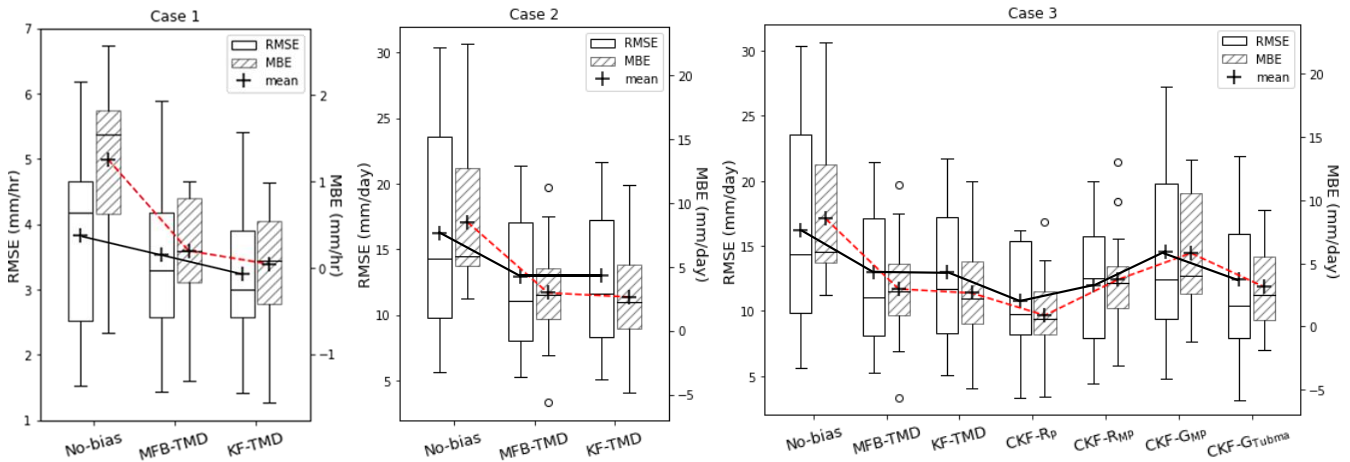 Case 1
7
6
5
4
3
2
1
RMSE (mm/hr)
2
1
0
−1
MBE (mm/hr)
RMSE
MBE
mean
No-bias
MFB-TMD
KF-TMD
Case 2
30
25
20
15
10
5
RMSE (mm/day)
20
15
10
5
0
−5
MBE (mm/day)
RMSE
MBE
mean
No-bias
MFB-TMD
KF-TMD
Case 3
30
25
20
15
10
5
RMSE (mm/day)
20
15
10
5
0
−5
MBE (mm/day)
RMSE
MBE
mean
No-bias
MFB-TMD
KF-TMD
CKF-RP
CKF-RMP
CKF-GMP
CKF-GTubma